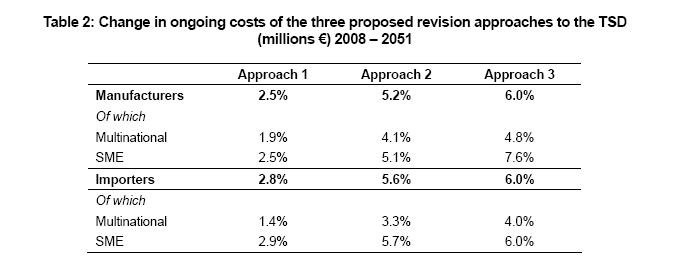 Table 2: Change in ongoing costs of the three proposed revision approaches to the TSD
(millions €) 2008 – 2051
Approach 1 Approach 2 Approach 3
Manufacturers 2.5% 5.2% 6.0%
Of which
Multinational 1.9% 4.1% 4.8%
SME 2.5% 5.1% 7.6%
Importers 2.8% 5.6% 6.0%
Of which
Multinational 1.4% 3.3% 4.0%
SME 2.9% 5.7% 6.0%